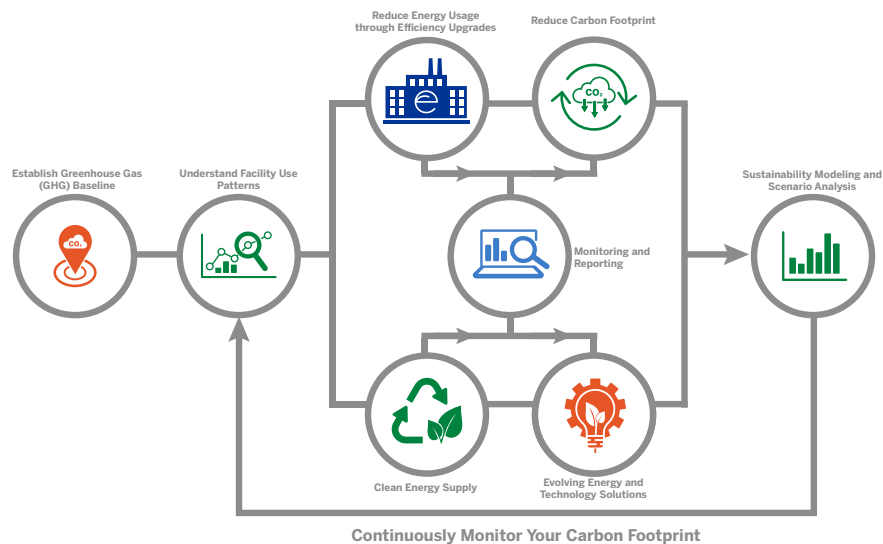 Reduce Energy Usage
through Efficiency Upgrades
Reduce Carbon Footprint
CO2
e
Establish Greenhouse Gas
(GHG) Baseline
Understand Facility Use
Patterns
Sustainability Modeling and
Scenario Analysis
CO2
Monitoring and
Reporting
Clean Energy Supply
Evolving Energy and
Technology Solutions
Continuously Monitor Your Carbon Footprint